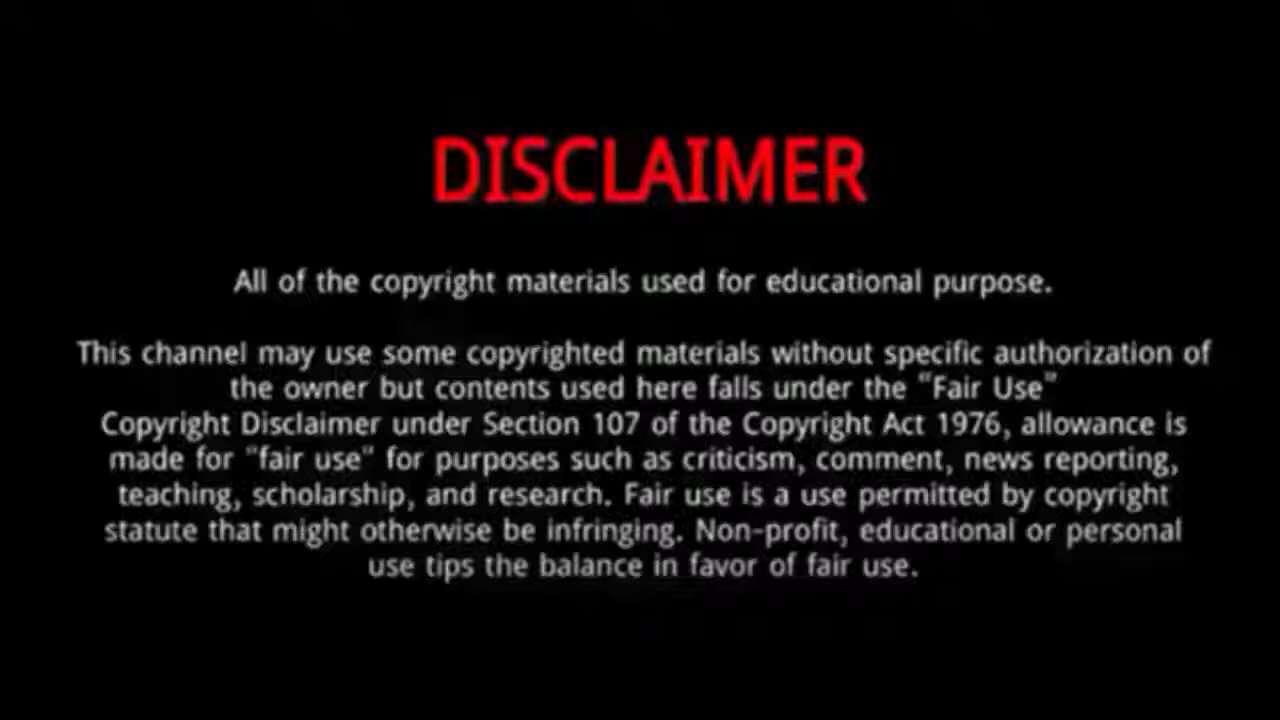 DISCLAIMER
All of the copyright materials used for educational purpose.
This channel may use some copyrighted materials without specific authorization of
the owner but contents used here falls under the "Fair Use"
Copyright Disclaimer under Section 107 of the Copyright Act 1976, allowance is
made for "fair use" for purposes such as criticism, comment, news reporting,
teaching, scholarship, and research. Fair use is a use permitted by copyright
statute that might otherwise be infringing. Non-profit, educational or personal
use tips the balance in favor of fair use.